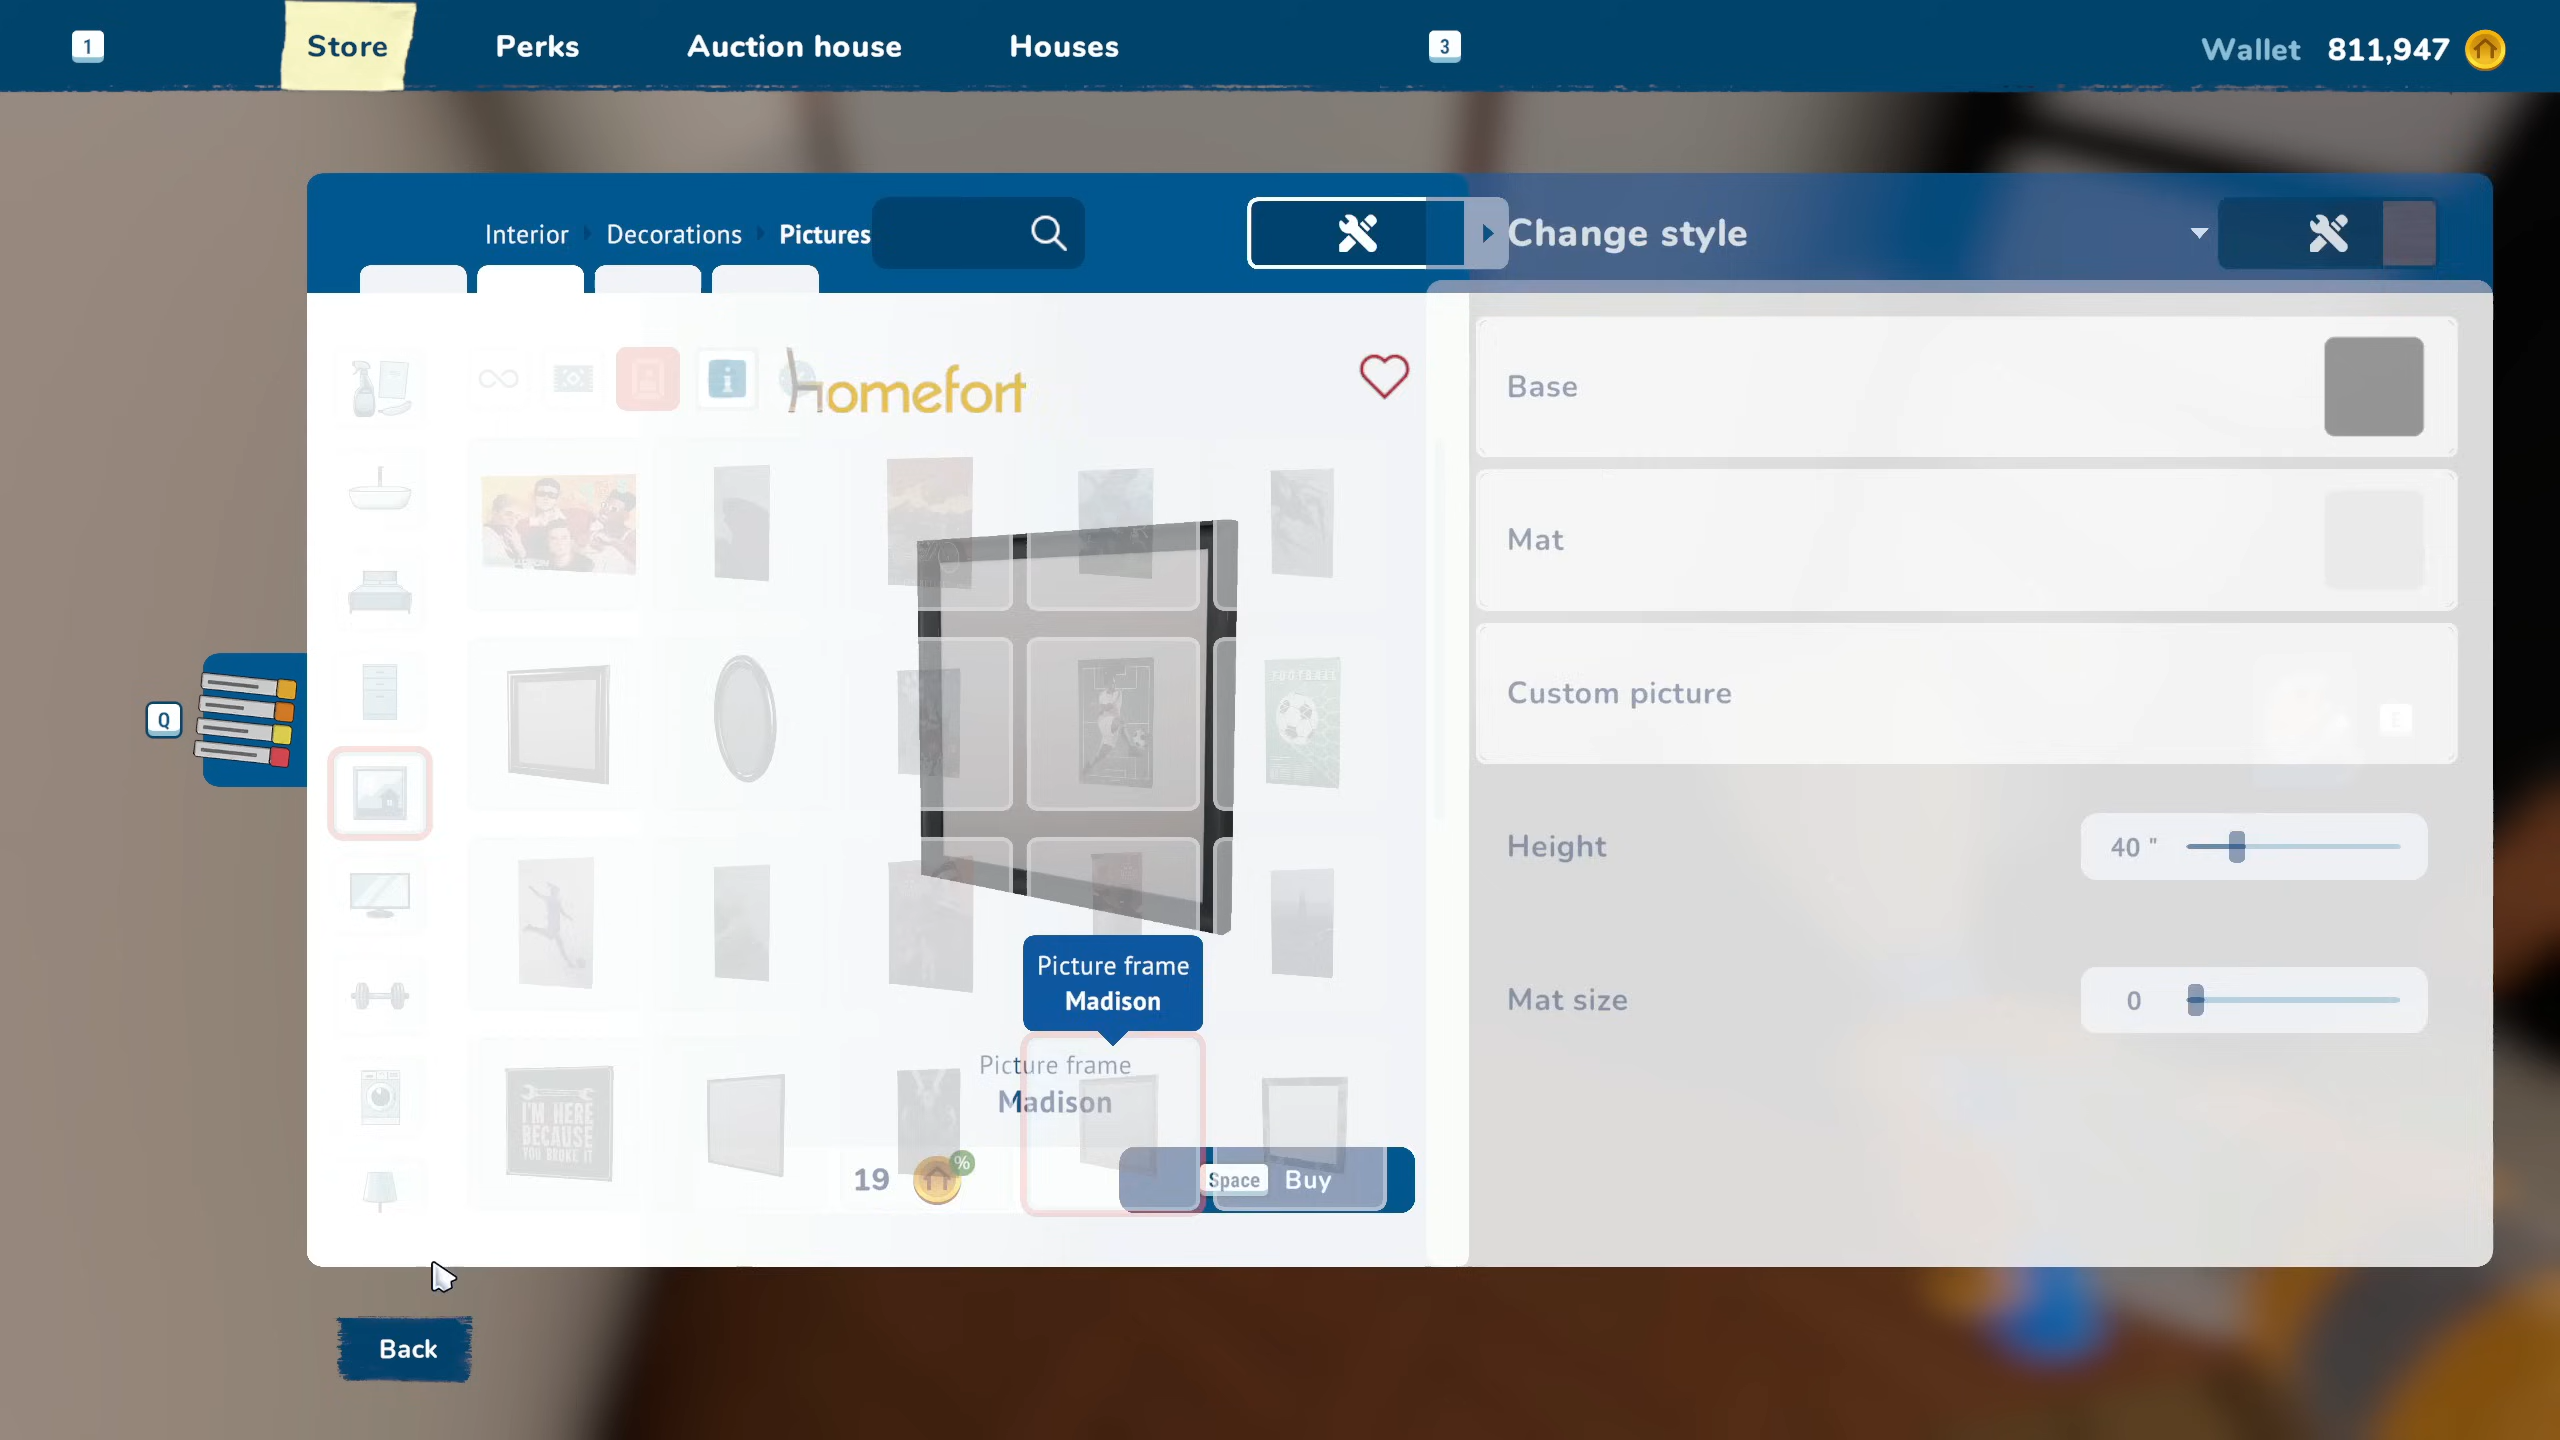 1
Store
Perks
Auction house
Houses
3
Wallet 811,947
Interior Decorations Pictures
Change style
homefort
Base
Mat
Custom picture
E
Q
FOOTBALL
Height
40 "
Picture frame
Madison
Mat size
0
Picture frame
Madison
I'M HERE
BECAUSE
YOU BROKE IT
19
%
Space Buy
Back